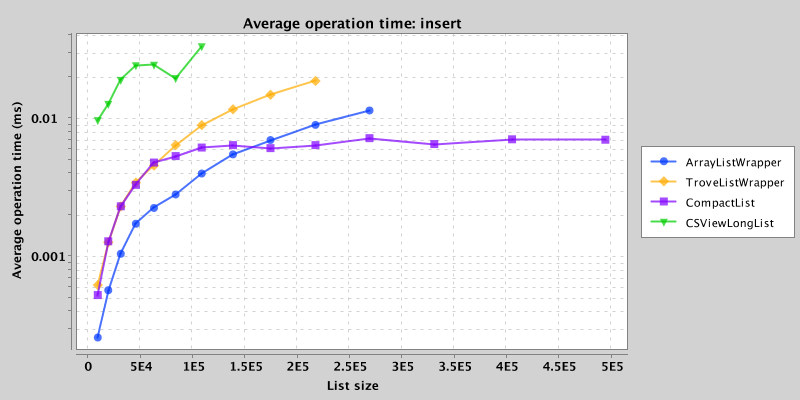 Average operation time: insert
Average operation time (ms)
0.01
0.001
0 5E4 1E5 1.5E5 2E5 2.5E5 3E5 3.5E5 4E5 4.5E5 5E5
List size
ArrayListWrapper
TroveListWrapper
CompactList
CSViewLongList